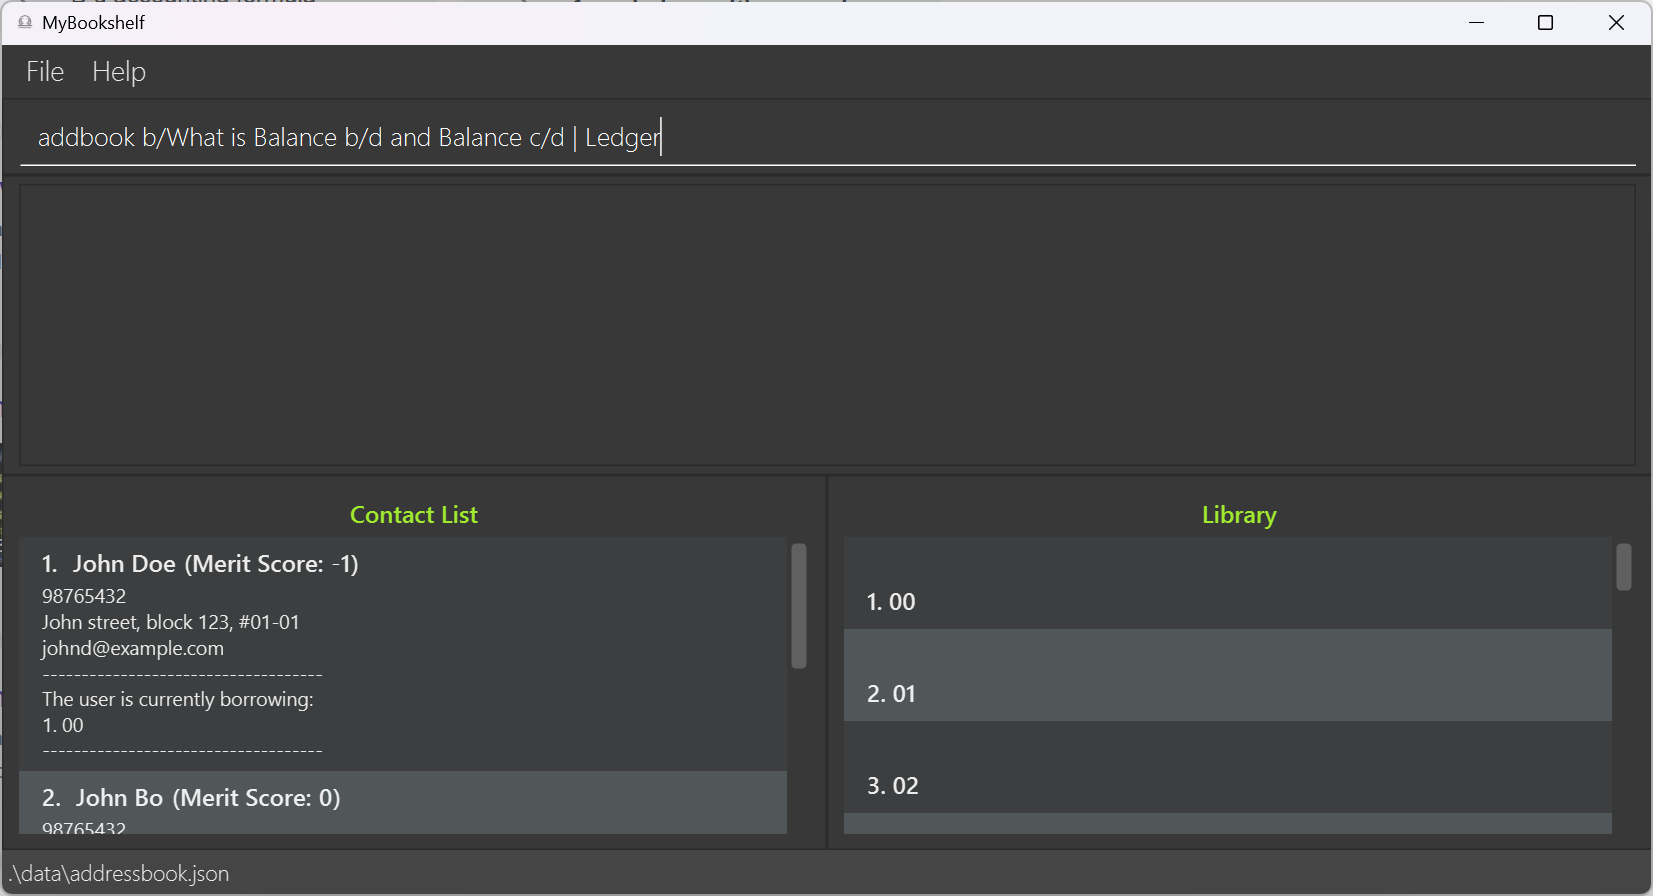 MyBookshelf
File Help
addbook b/What is Balance b/d and Balance c/d | Ledger
Contact List
1. John Doe (Merit Score: -1)
98765432
John street, block 123, #01-01
johnd@example.com
------------------------------------
The user is currently borrowing:
1. 00
------------------------------------
2. John Bo (Merit Score: 0)
98765432
Library
1. 00
2. 01
3. 02
.\data\addressbook.json